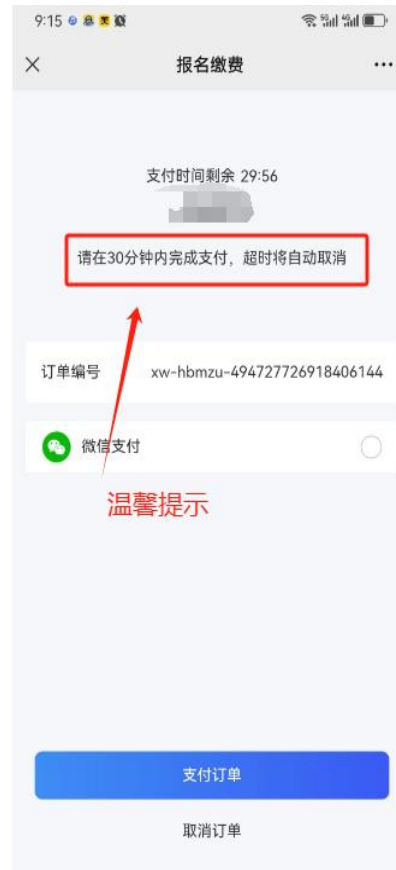 9:15
报名缴费
支付时间剩余 29:56
请在30分钟内完成支付，超时将自动取消
订单编号 xw-hbmzu-494727726918406144
微信支付
温馨提示
支付订单
取消订单